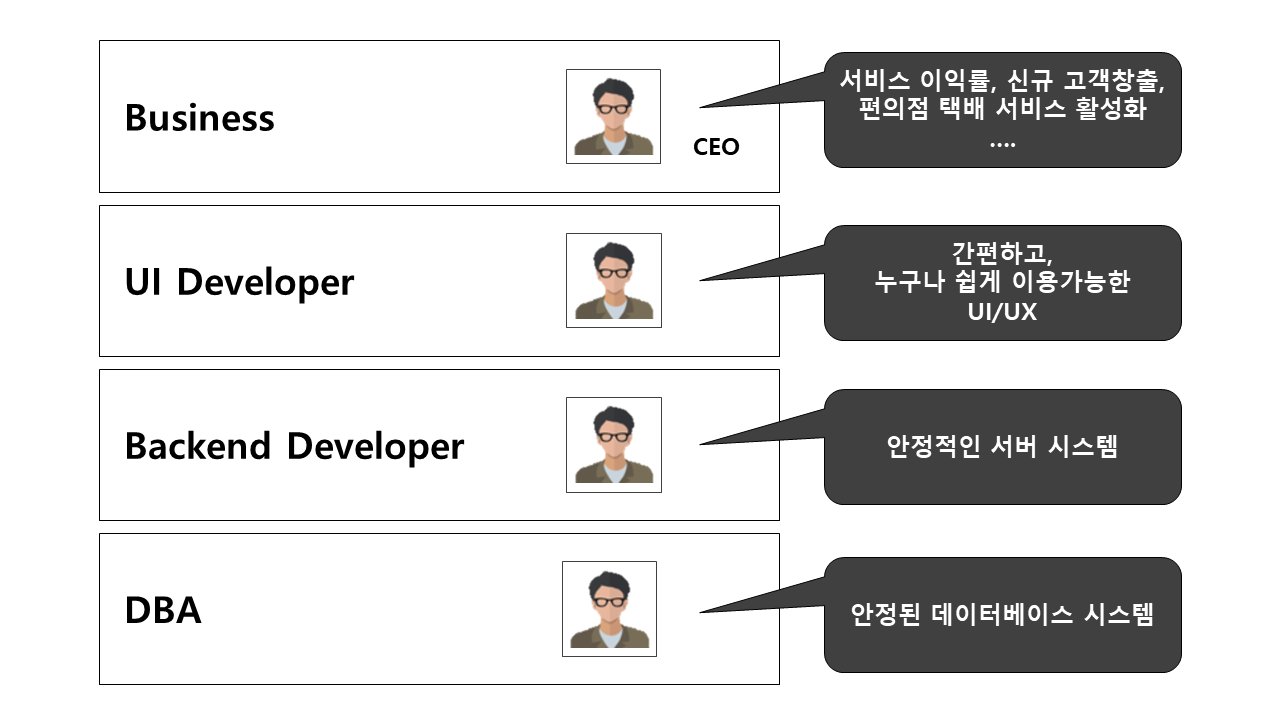 Business
CEO
서비스 이익률, 신규 고객창출,
편의점 택배 서비스 활성화
....
UI Developer
간편하고,
누구나 쉽게 이용가능한
UI/UX
Backend Developer
안정적인 서버 시스템
DBA
안정된 데이터베이스 시스템